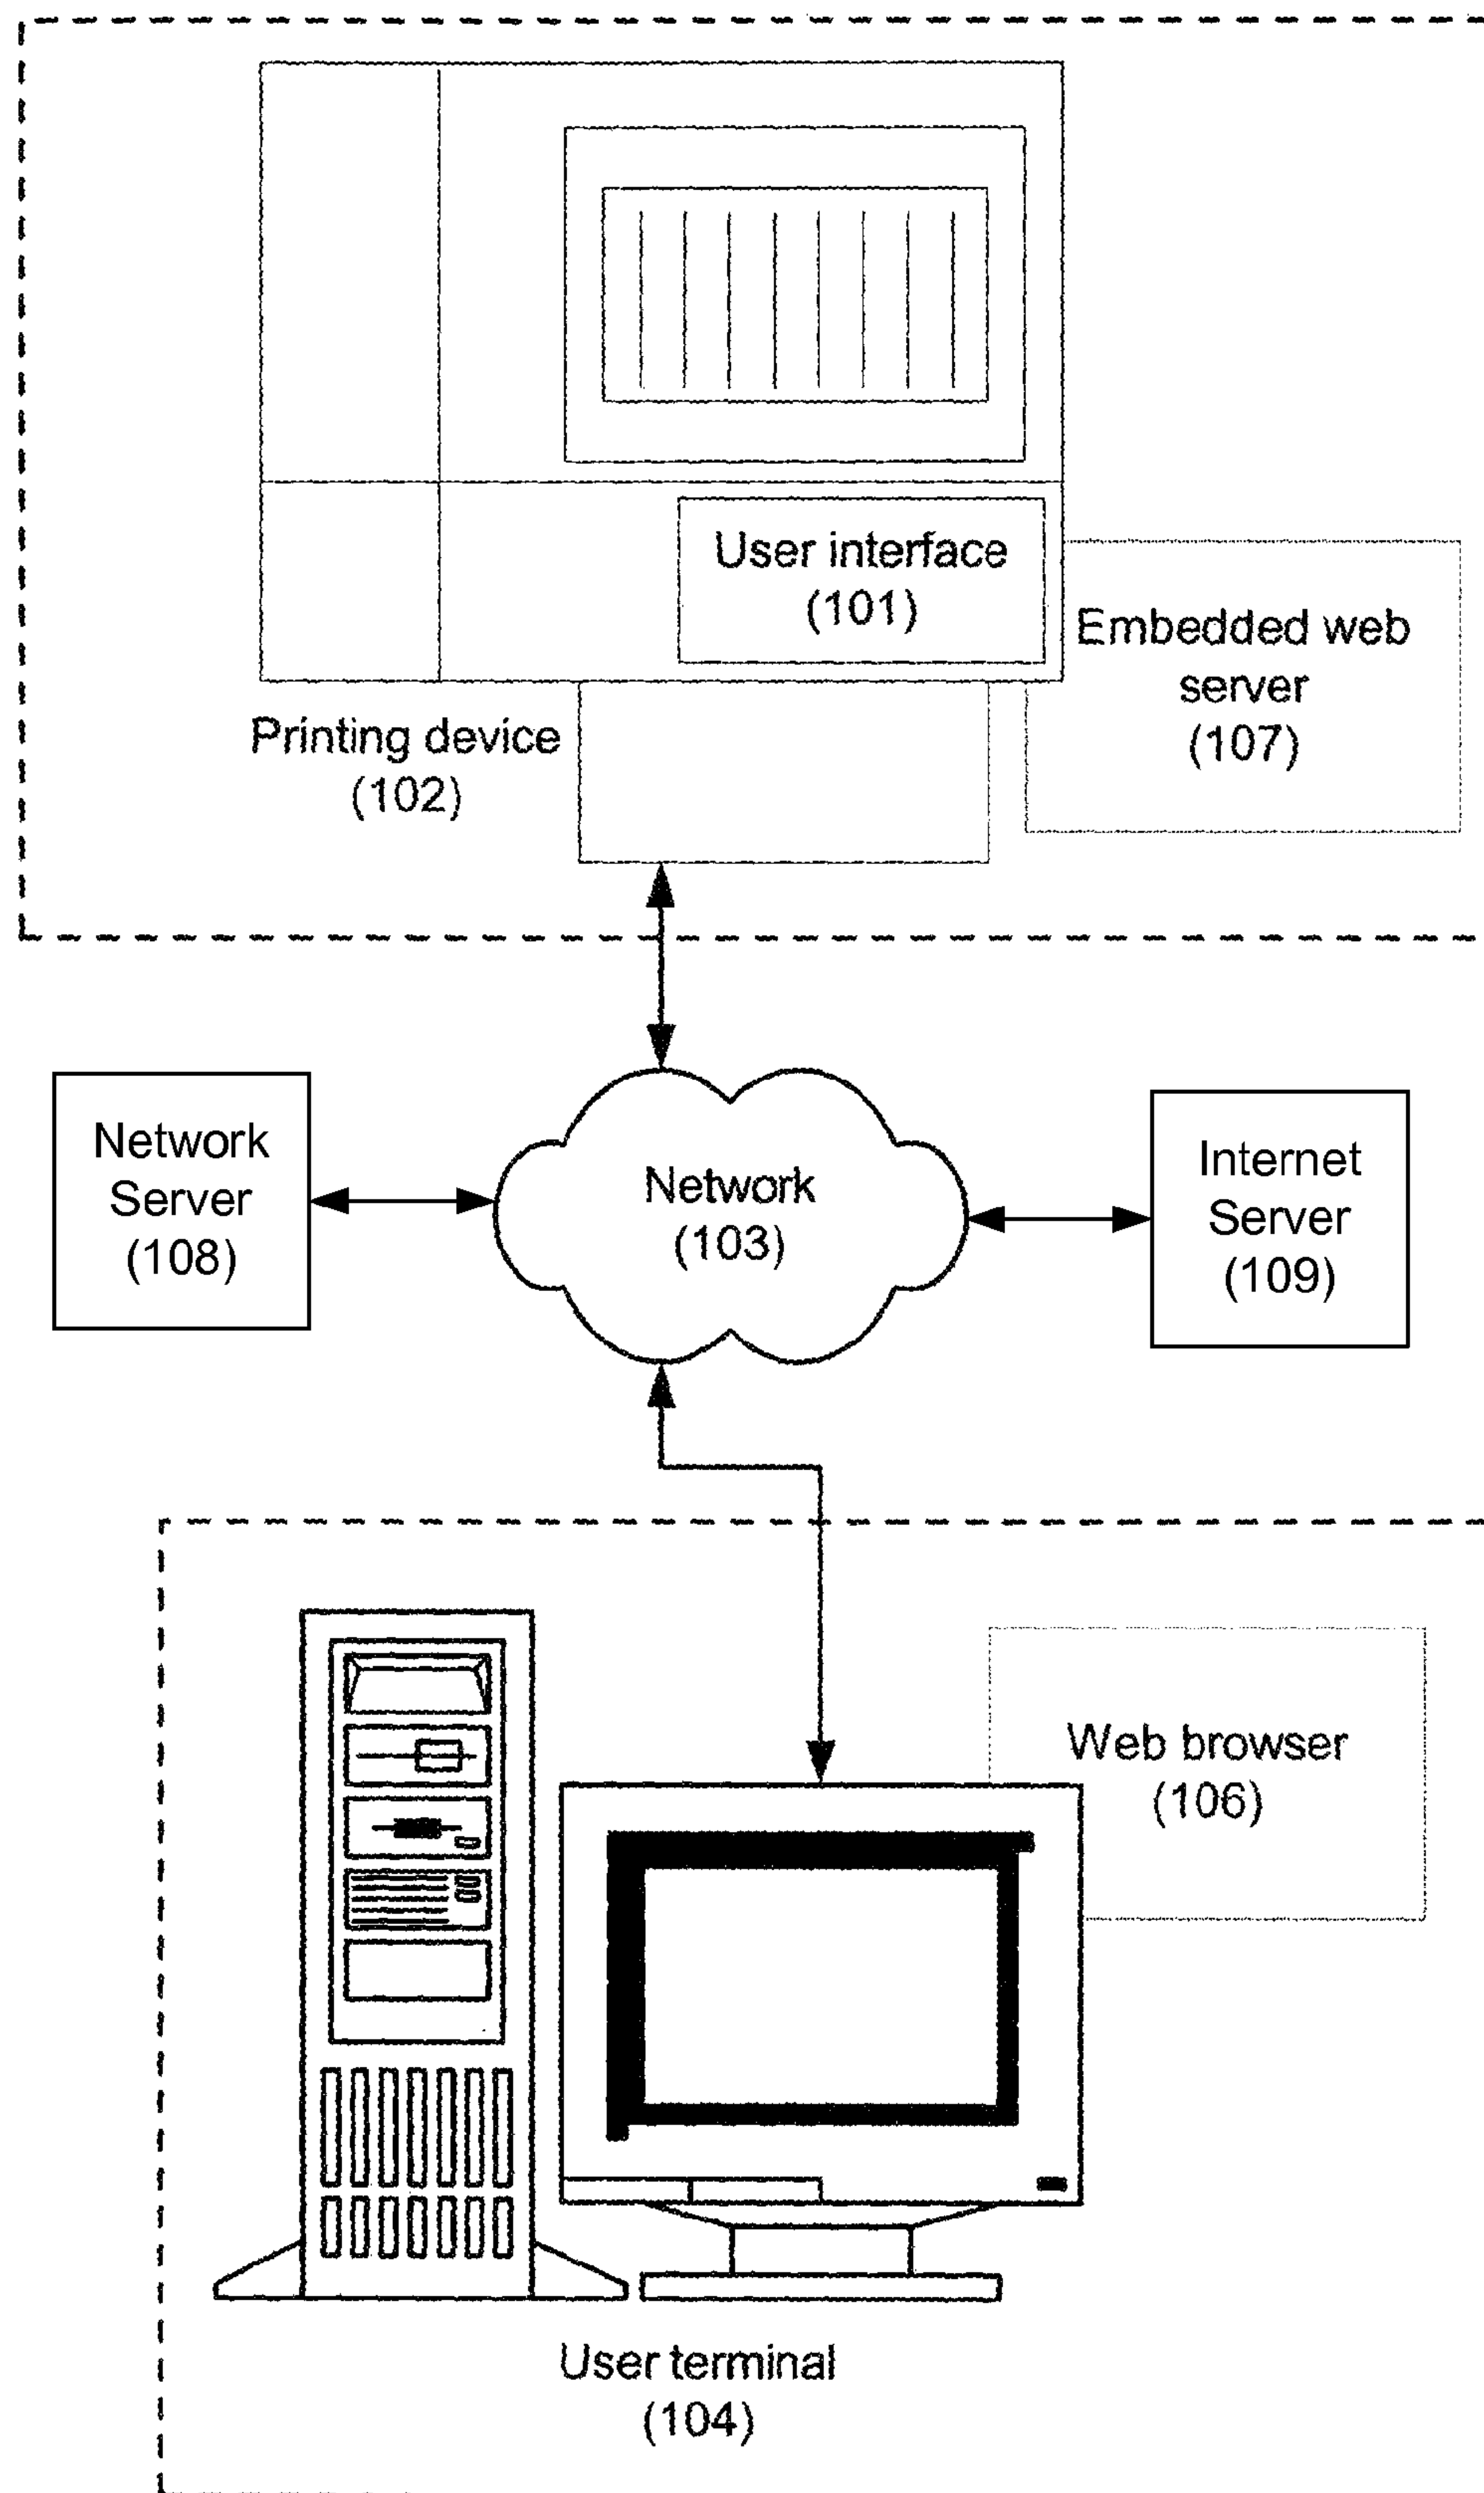 User interface
(101)
Embedded web
server
(107)
Printing device
(102)
Network
Server
(108)
Network
(103)
Internet
Server
(109)
Web browser
(106)
User terminal
(104)